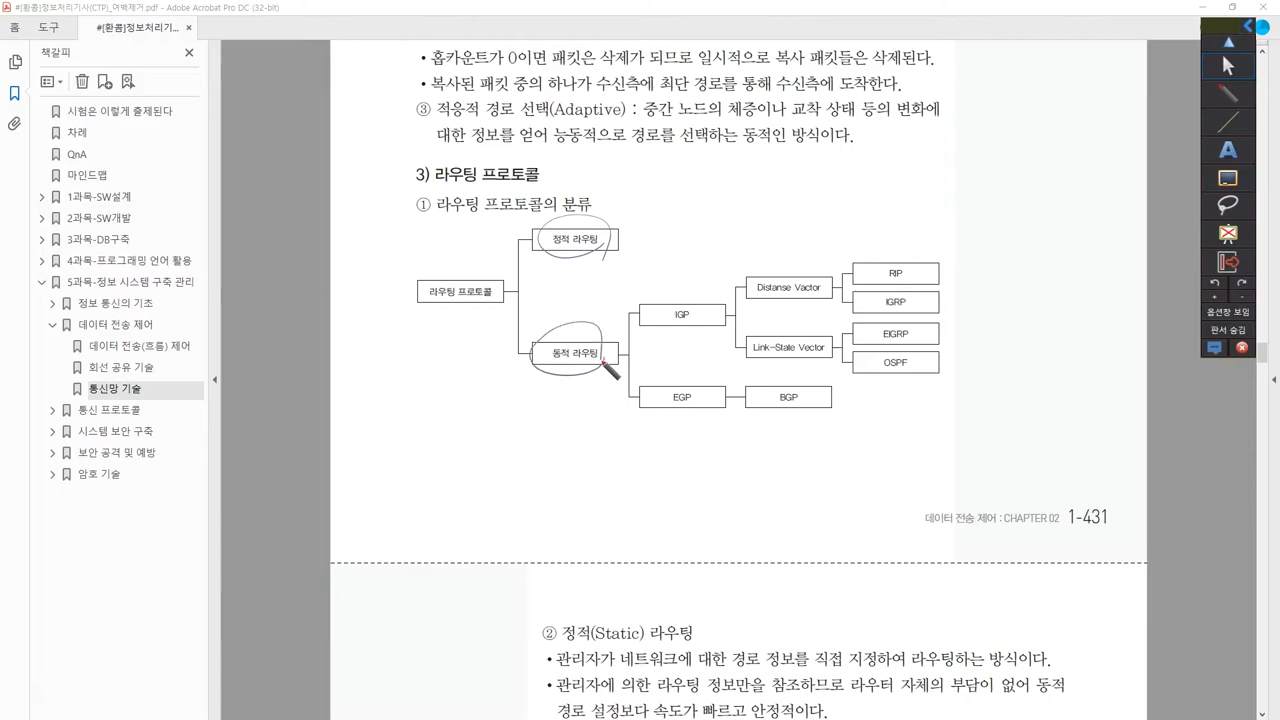 #[환콤]정보처리기사(CTP)_여백제거.pdf - Adobe Acrobat Pro DC (32-bit)
홈 도구 #[환콤]정보처리기...
책갈피
시험은 이렇게 출제된다
차례
QnA
마인드맵
1과목-SW설계
2과목-SW개발
3과목-DB구축
4과목-프로그래밍 언어 활용
5과목-정보 시스템 구축 관리
정보 통신의 기초
데이터 전송 제어
데이터 전송(흐름) 제어
회선 공유 기술
통신망 기술
통신 프로토콜
시스템 보안 구축
보안 공격 및 예방
암호 기술
• 홉카운트가 0이면 패킷은 삭제가 되므로 일시적으로 복사 패킷들은 삭제된다.
• 복사된 패킷 중의 하나가 수신측에 최단 경로를 통해 수신측에 도착한다.
③ 적응적 경로 선택(Adaptive) : 중간 노드의 체증이나 교착 상태 등의 변화에
대한 정보를 얻어 능동적으로 경로를 선택하는 동적인 방식이다.
3) 라우팅 프로토콜
① 라우팅 프로토콜의 분류
정적 라우팅
라우팅 프로토콜
동적 라우팅
IGP
EGP
Distanse Vactor
Link-State Vector
BGP
RIP
IGRP
EIGRP
OSPF
데이터 전송 제어 : CHAPTER 02 1-431
② 정적(Static) 라우팅
• 관리자가 네트워크에 대한 경로 정보를 직접 지정하여 라우팅하는 방식이다.
• 관리자에 의한 라우팅 정보만을 참조하므로 라우터 자체의 부담이 없어 동적
경로 설정보다 속도가 빠르고 안정적이다.
A
+ -
옵션창 보임
판서 숨김